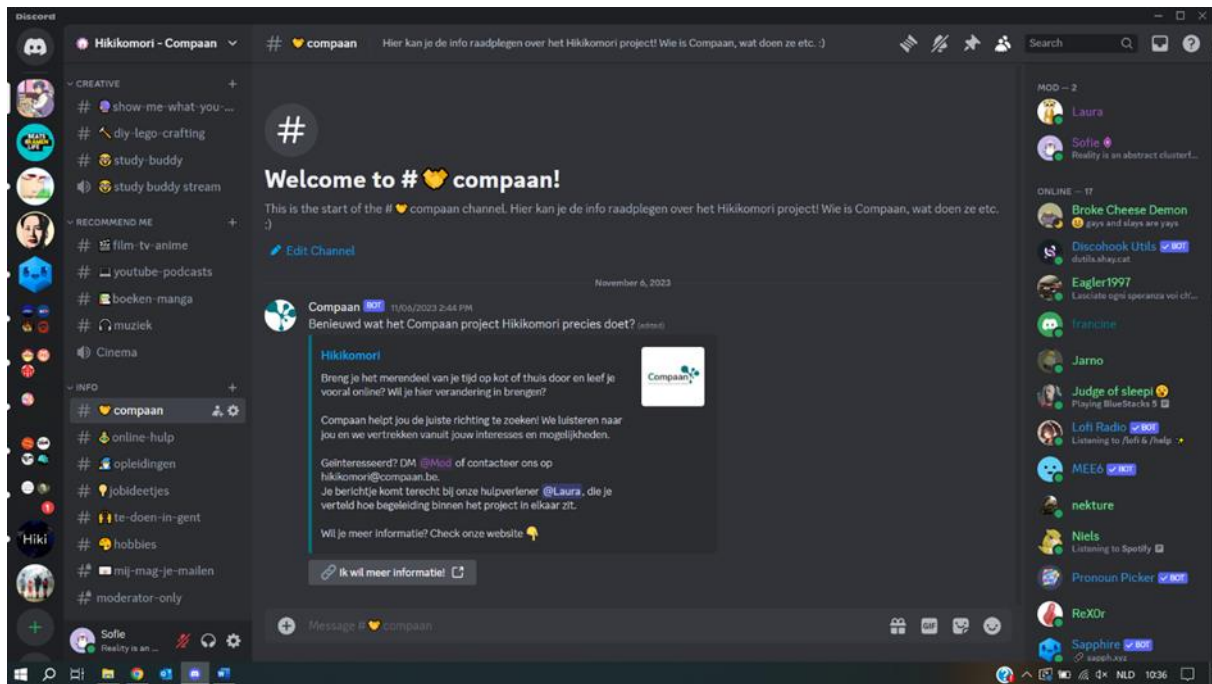 Discord
Hikikomori - Compaan
CREATIVE
show-me-what-you-...
diy-lego-crafting
study-buddy
study buddy stream
RECOMMEND ME
film-tv-anime
youtube-podcasts
boeken-manga
muziek
Cinema
INFO
compaan
online-hulp
opleidingen
jobideetjes
te-doen-in-gent
hobbies
mij-mag-je-mailen
moderator-only
Sofie
Reality is an ...
Hiki
1
# compaan
Hier kan je de info raadplegen over het Hikikomori project! Wie is Compaan, wat doen ze etc. :)
Search
#
Welcome to # compaan!
This is the start of the # compaan channel. Hier kan je de info raadplegen over het Hikikomori project! Wie is Compaan, wat doen ze etc.
:)
Edit Channel
November 6, 2023
Compaan BOT 11/06/2023 2:44 PM
Benieuwd wat het Compaan project Hikikomori precies doet? (edited)
Hikikomori
Compaan
Breng je het merendeel van je tijd op kot of thuis door en leef je
vooral online? Wil je hier verandering in brengen?
Compaan helpt jou de juiste richting te zoeken! We luisteren naar
jou en we vertrekken vanuit jouw interesses en mogelijkheden.
Geïnteresseerd? DM @Mod of contacteer ons op
hikikomori@compaan.be.
Je berichtje komt terecht bij onze hulpverlener @Laura, die je
verteld hoe begeleiding binnen het project in elkaar zit.
Wil je meer informatie? Check onze website
Ik wil meer informatie!
Message # compaan
GIF
MOD — 2
Laura
Sofie
Reality is an abstract clusterf...
ONLINE — 17
Broke Cheese Demon
gays and slays are yays
Discohook Utils BOT
dutils.shay.cat
Eagler1997
Lasciate ogni speranza voi ch'...
francine
Jarno
Judge of sleepi
Playing BlueStacks 5
Lofi Radio BOT
Listening to /lofi & /help
MEE6 BOT
nekture
Niels
Listening to Spotify
Pronoun Picker BOT
ReX0r
Sapphire BOT
sapph.xyz
NLD
10:36